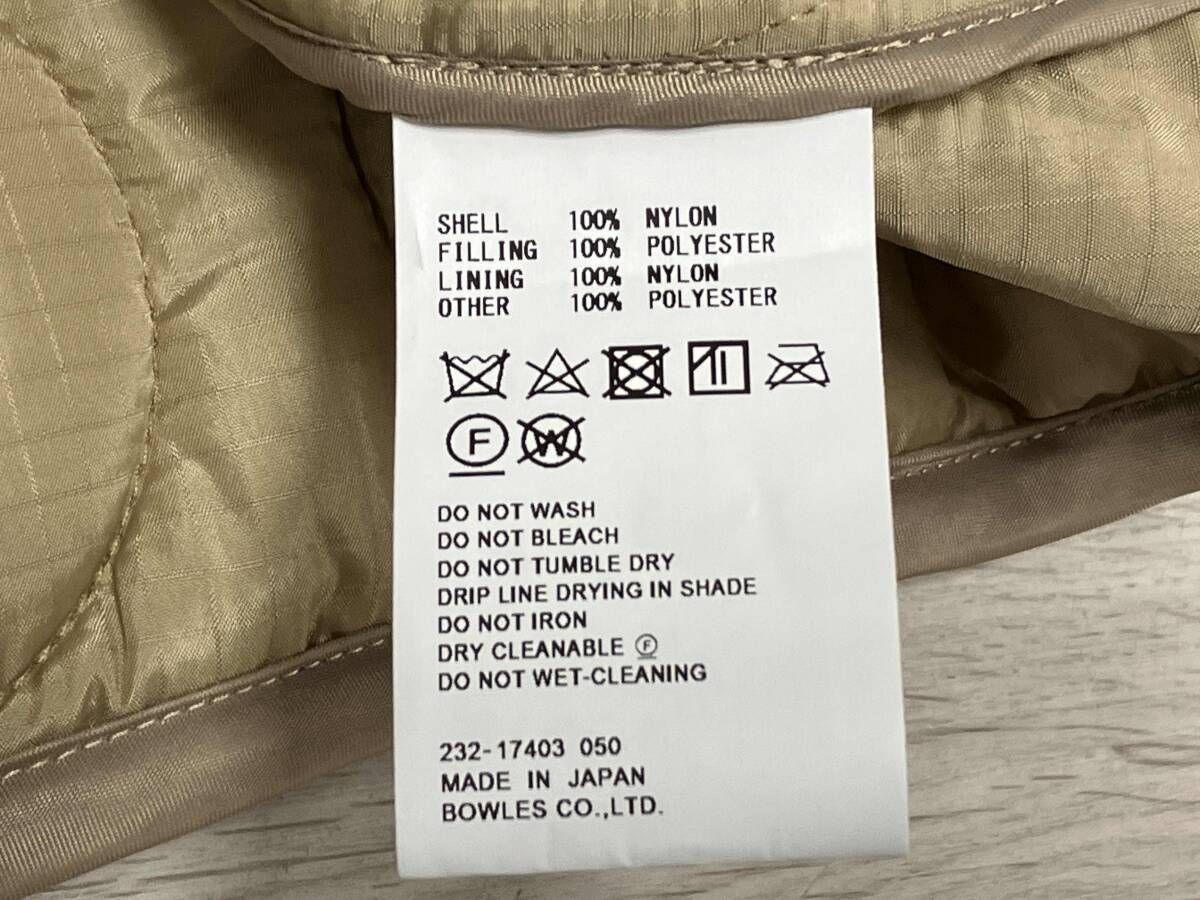 SHELL 100% NYLON
FILLING 100% POLYESTER
LINING 100% NYLON
OTHER 100% POLYESTER
F W
DO NOT WASH
DO NOT BLEACH
DO NOT TUMBLE DRY
DRIP LINE DRYING IN SHADE
DO NOT IRON
DRY CLEANABLE Ⓕ
DO NOT WET-CLEANING
232-17403 050
MADE IN JAPAN
BOWLES CO.,LTD.